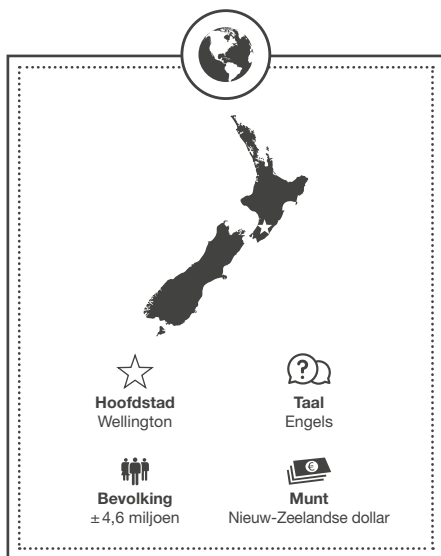 Hoofdstad
Wellington
Taal
Engels
Bevolking
± 4,6 miljoen
Munt
Nieuw-Zeelandse dollar